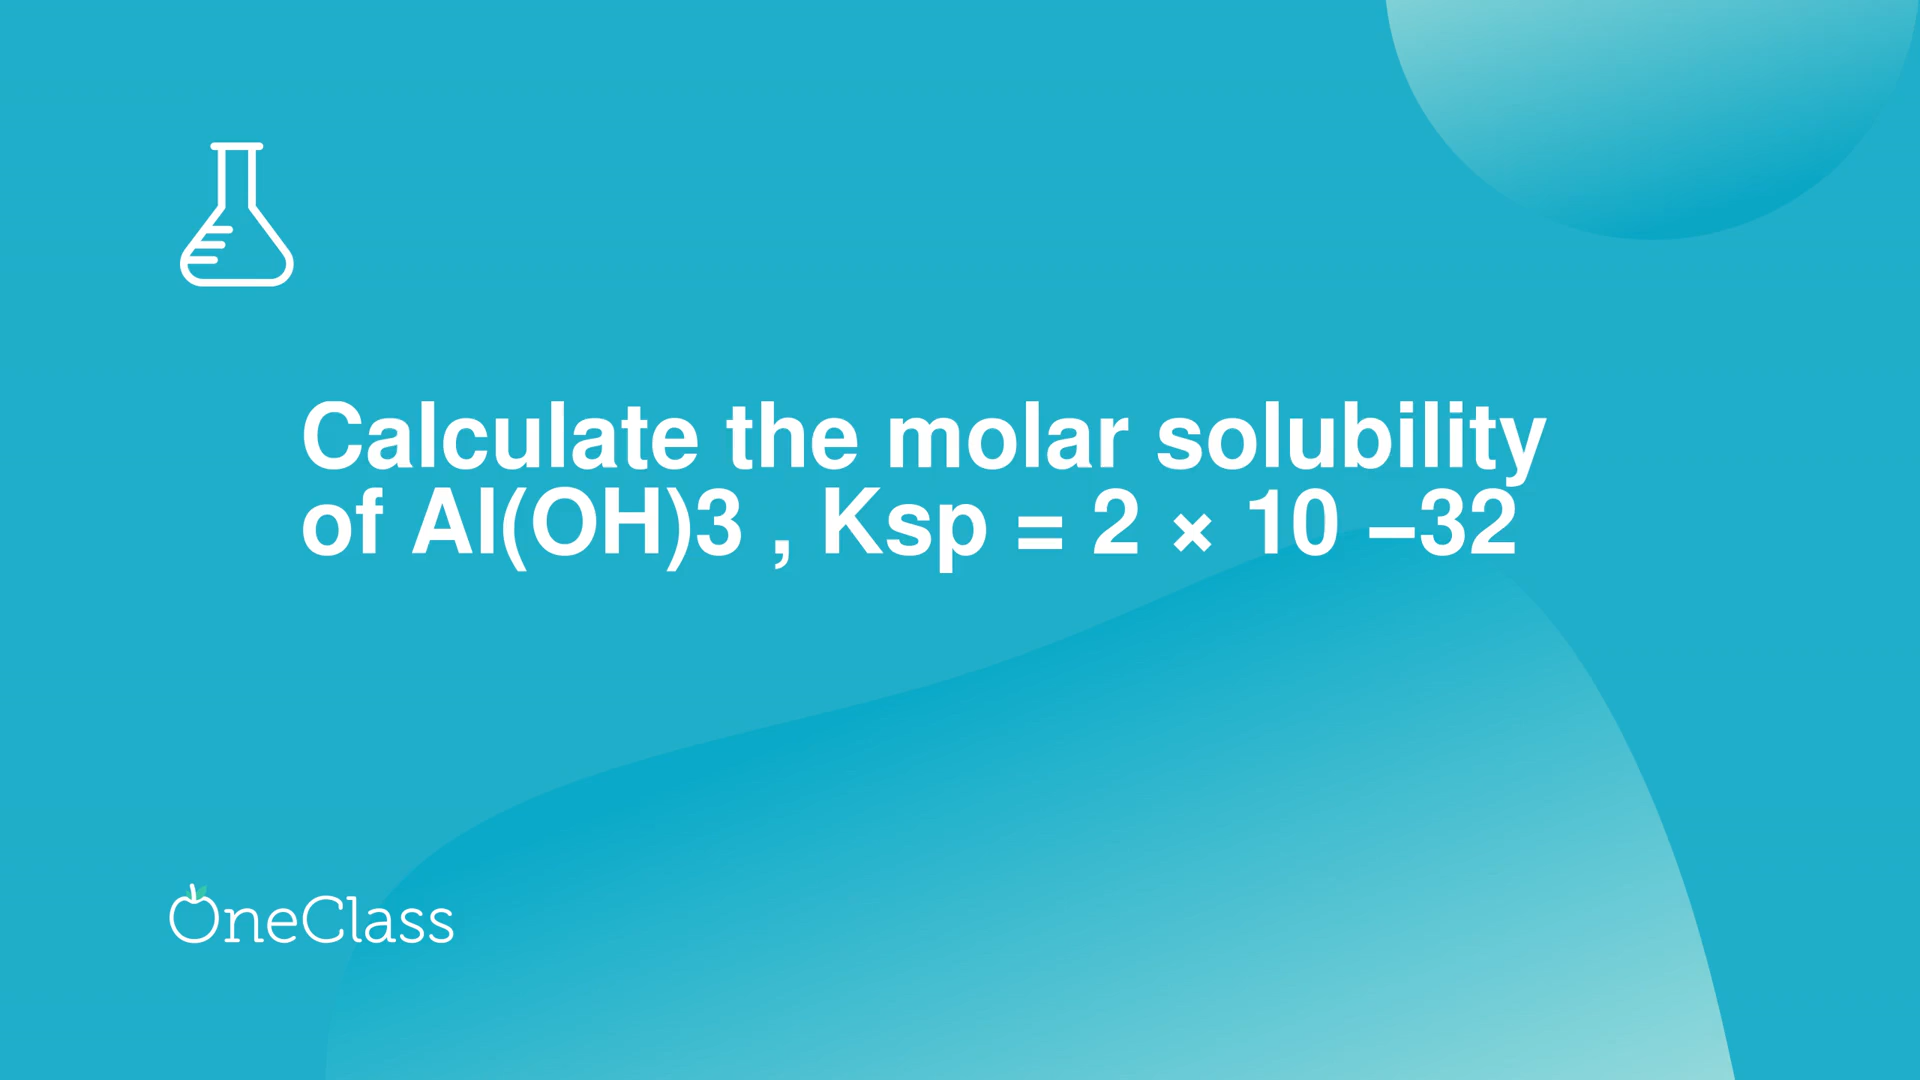 Calculate the molar solubility
of Al(OH)3 , Ksp = 2 × 10 −32
OneClass